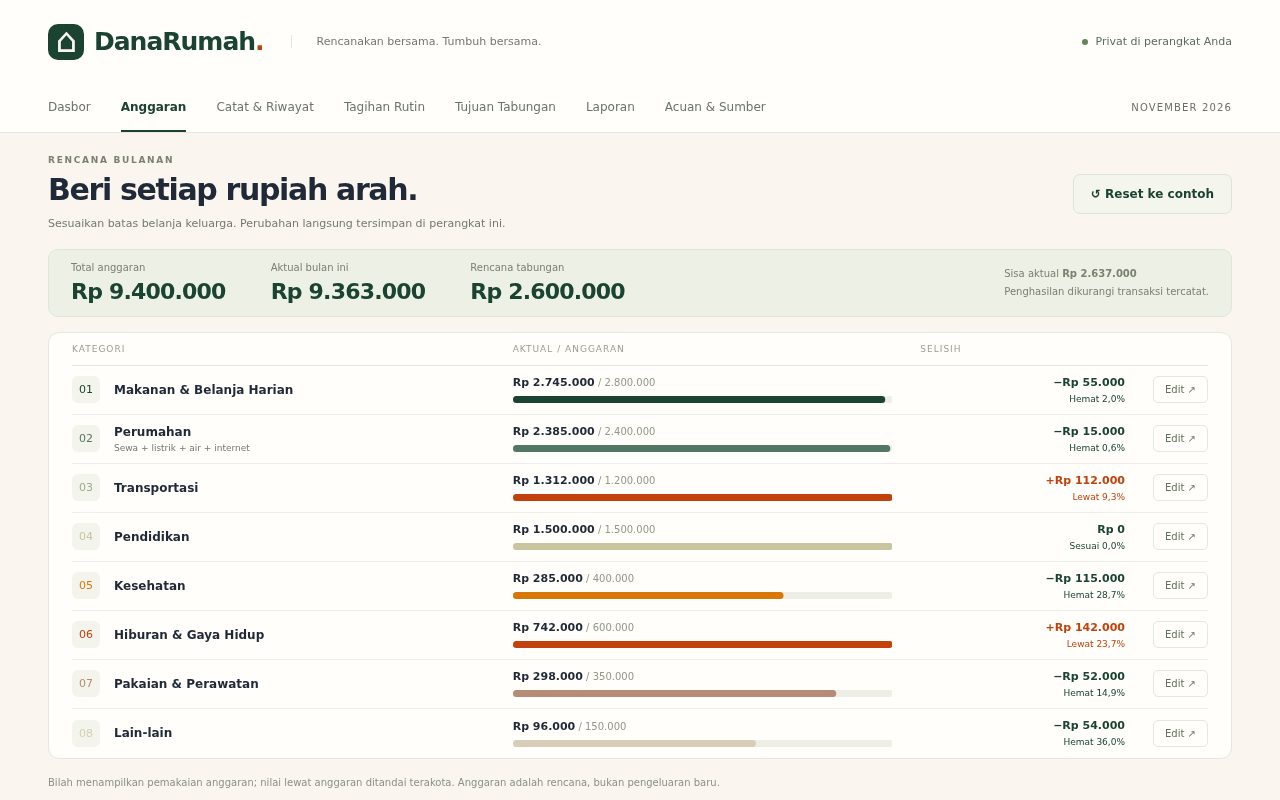 DanaRumah.
Rencanakan bersama. Tumbuh bersama.
Privat di perangkat Anda
Dasbor Anggaran Catat & Riwayat Tagihan Rutin Tujuan Tabungan Laporan Acuan & Sumber NOVEMBER 2026
RENCANA BULANAN
Beri setiap rupiah arah.
↺ Reset ke contoh
Sesuaikan batas belanja keluarga. Perubahan langsung tersimpan di perangkat ini.
Total anggaran
Rp 9.400.000
Aktual bulan ini
Rp 9.363.000
Rencana tabungan
Rp 2.600.000
Sisa aktual Rp 2.637.000
Penghasilan dikurangi transaksi tercatat.
KATEGORI AKTUAL / ANGGARAN SELISIH
01 Makanan & Belanja Harian
Rp 2.745.000 / 2.800.000
−Rp 55.000
Hemat 2,0%
Edit ↗
02 Perumahan
Sewa + listrik + air + internet
Rp 2.385.000 / 2.400.000
−Rp 15.000
Hemat 0,6%
Edit ↗
03 Transportasi
Rp 1.312.000 / 1.200.000
+Rp 112.000
Lewat 9,3%
Edit ↗
04 Pendidikan
Rp 1.500.000 / 1.500.000
Rp 0
Sesuai 0,0%
Edit ↗
05 Kesehatan
Rp 285.000 / 400.000
−Rp 115.000
Hemat 28,7%
Edit ↗
06 Hiburan & Gaya Hidup
Rp 742.000 / 600.000
+Rp 142.000
Lewat 23,7%
Edit ↗
07 Pakaian & Perawatan
Rp 298.000 / 350.000
−Rp 52.000
Hemat 14,9%
Edit ↗
08 Lain-lain
Rp 96.000 / 150.000
−Rp 54.000
Hemat 36,0%
Edit ↗
Bilah menampilkan pemakaian anggaran; nilai lewat anggaran ditandai terakota. Anggaran adalah rencana, bukan pengeluaran baru.